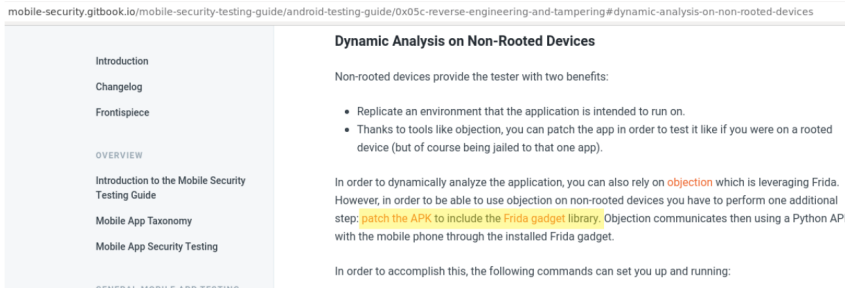 mobile-security.gitbook.io/mobile-security-testing-guide/android-testing-guide/0x05c-reverse-engineering-and-tampering#dynamic-analysis-on-non-rooted-devices
Introduction
Changelog
Frontispiece
OVERVIEW
Introduction to the Mobile Security
Testing Guide
Mobile App Taxonomy
Mobile App Security Testing
Dynamic Analysis on Non-Rooted Devices
Non-rooted devices provide the tester with two benefits:
• Replicate an environment that the application is intended to run on.
• Thanks to tools like objection, you can patch the app in order to test it like if you were on a rooted
device (but of course being jailed to that one app).
In order to dynamically analyze the application, you can also rely on objection which is leveraging Frida.
However, in order to be able to use objection on non-rooted devices you have to perform one additional
step: patch the APK to include the Frida gadget library. Objection communicates then using a Python AP
with the mobile phone through the installed Frida gadget.
In order to accomplish this, the following commands can set you up and running: